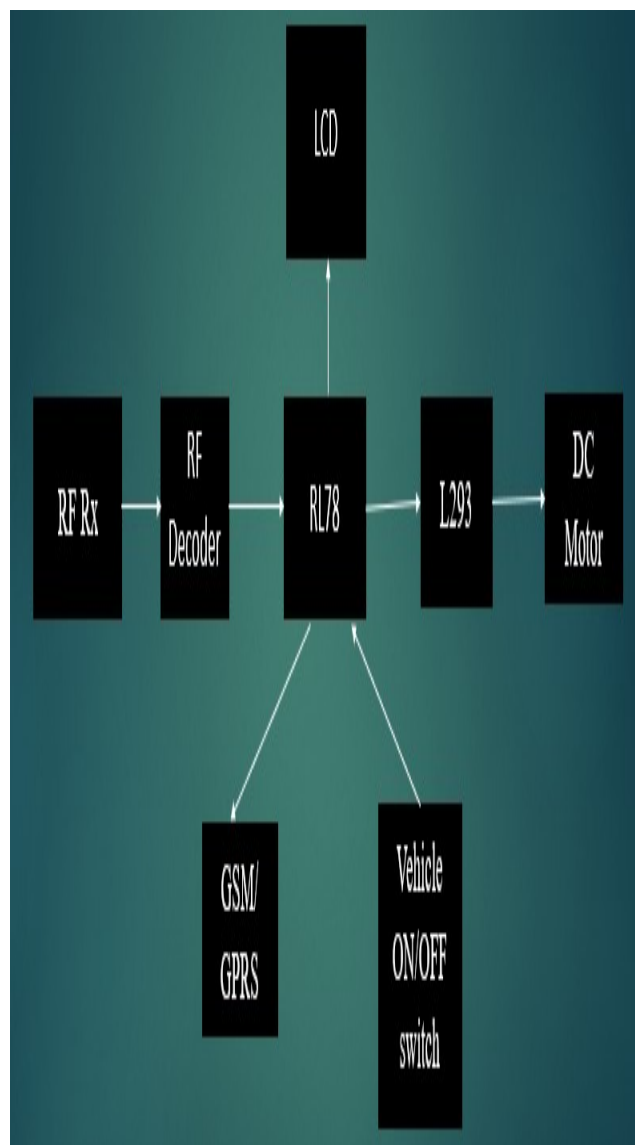 LCD
RF Rx
RF
Decoder
RL78
L293
DC
Motor
GSM/
GPRS
Vehicle
ON/OFF
switch